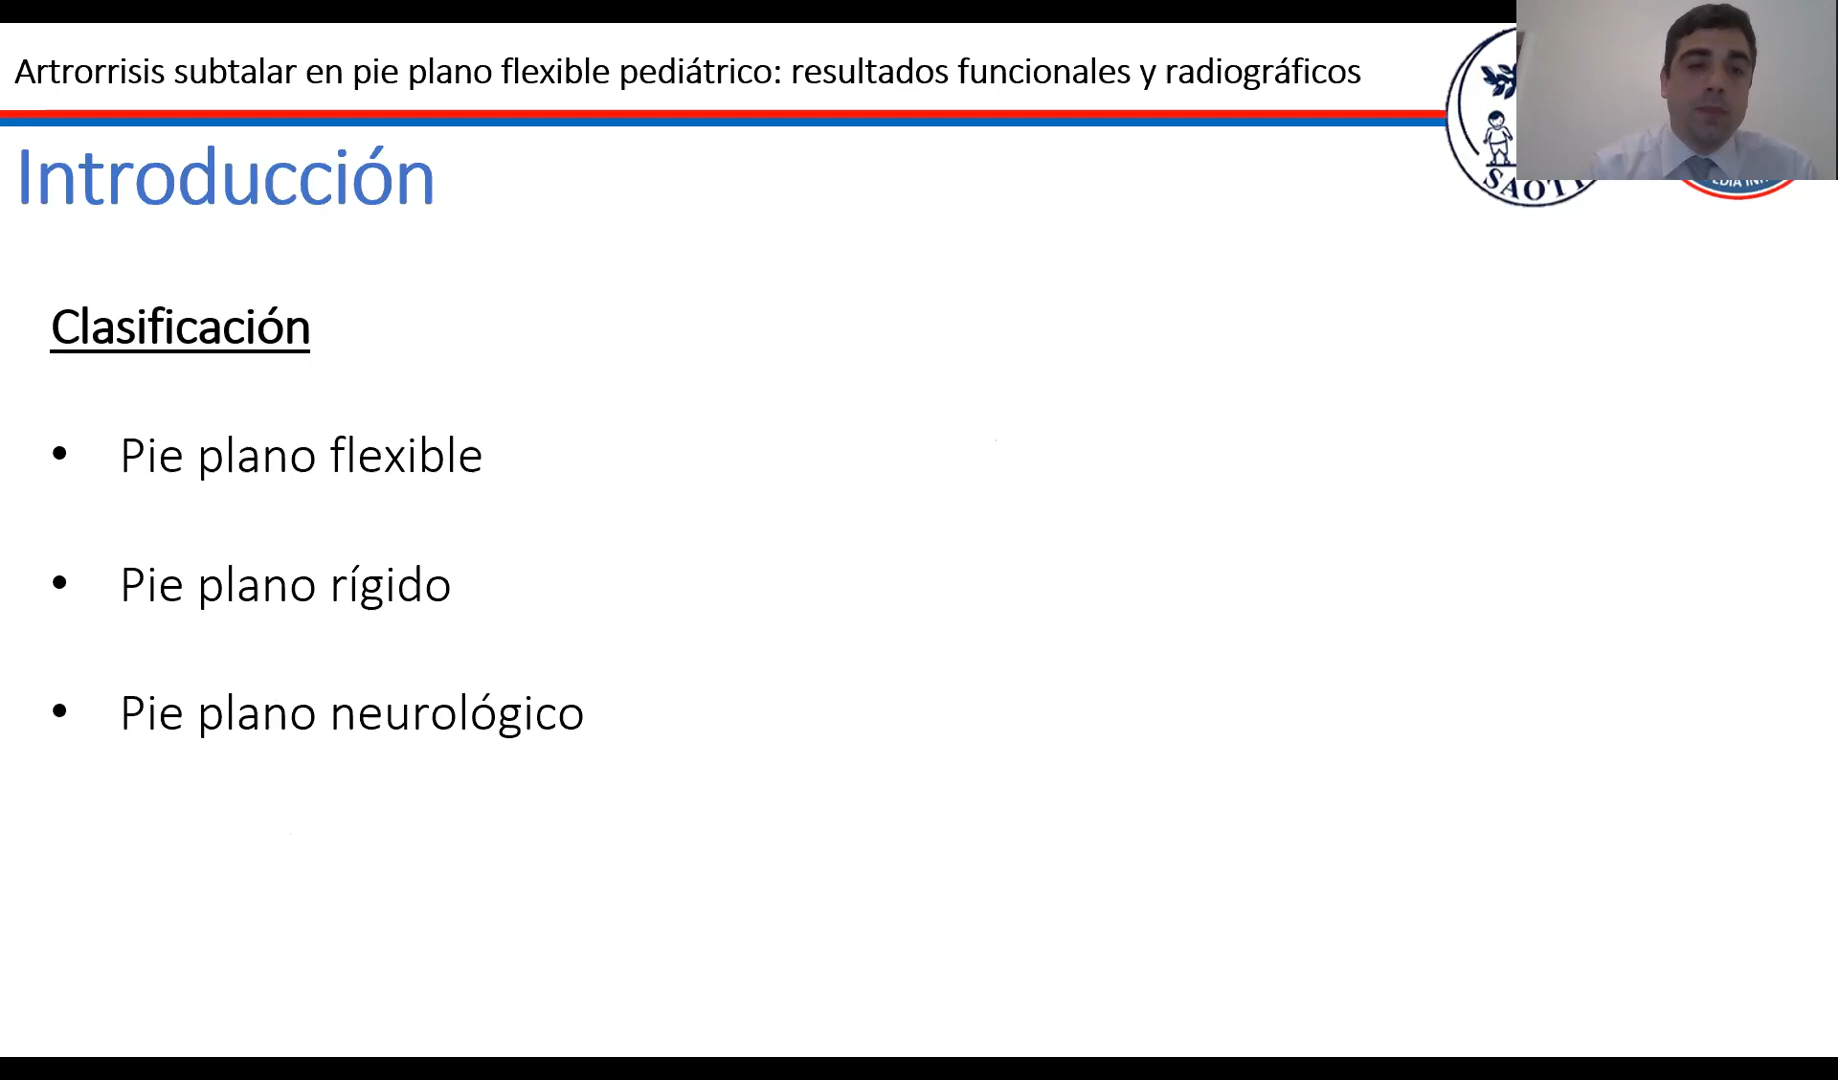 Artrorrisis subtalar en pie plano flexible pediátrico: resultados funcionales y radiográficos
Introducción
Clasificación
• Pie plano flexible
• Pie plano rígido
• Pie plano neurológico